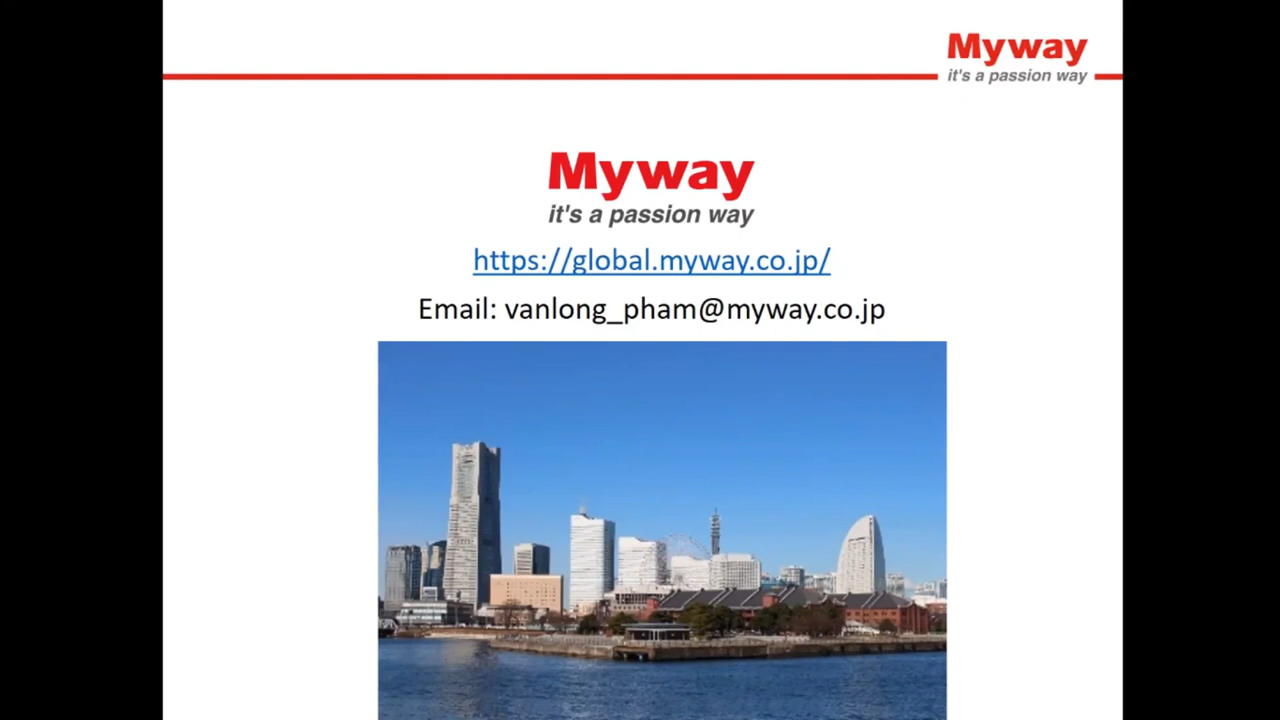 Myway
it's a passion way
Myway
it's a passion way
https://global.myway.co.jp/
Email: vanlong_pham@myway.co.jp